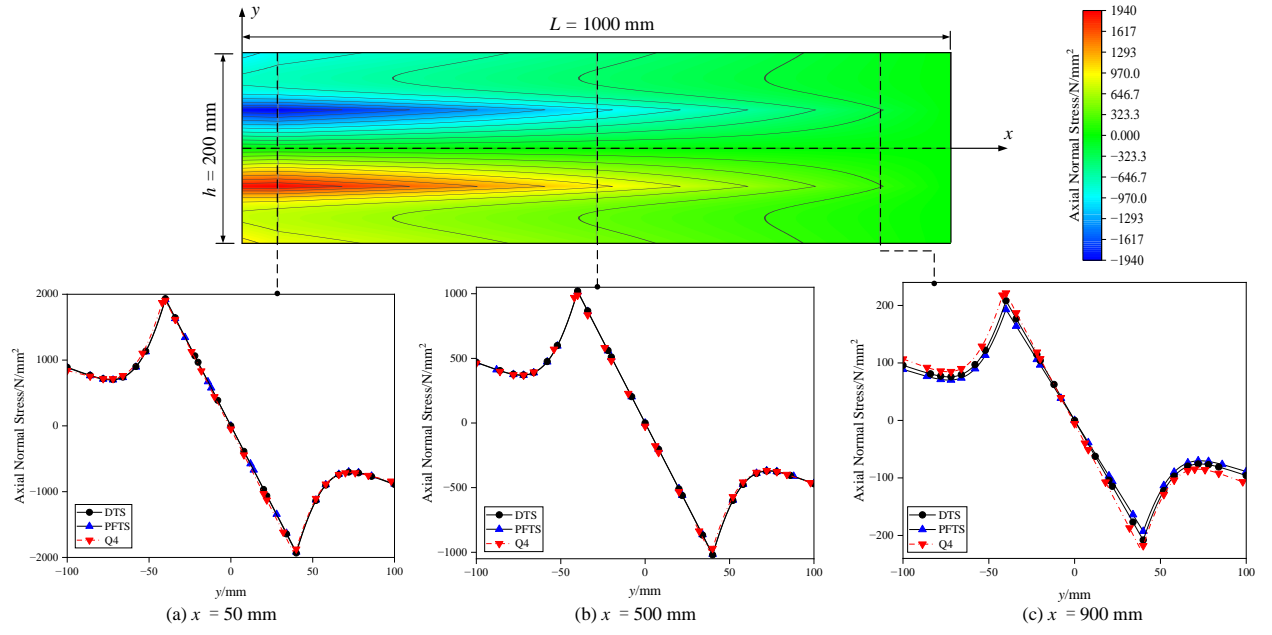 y
L = 1000 mm
h = 200 mm
x
Axial Normal Stress/N/mm²
1940
1617
1293
970.0
646.7
323.3
0.000
−323.3
−646.7
−970.0
−1293
−1617
−1940
Axial Normal Stress/N/mm²
2000
1000
0
−1000
−2000
DTS
PFTS
Q4
−100
−50
0
50
100
y/mm
(a) x = 50 mm
Axial Normal Stress/N/mm²
1000
500
0
−500
−1000
DTS
PFTS
Q4
−100
−50
0
50
100
y/mm
(b) x = 500 mm
Axial Normal Stress/N/mm²
200
100
0
−100
−200
DTS
PFTS
Q4
−100
−50
0
50
100
y/mm
(c) x = 900 mm